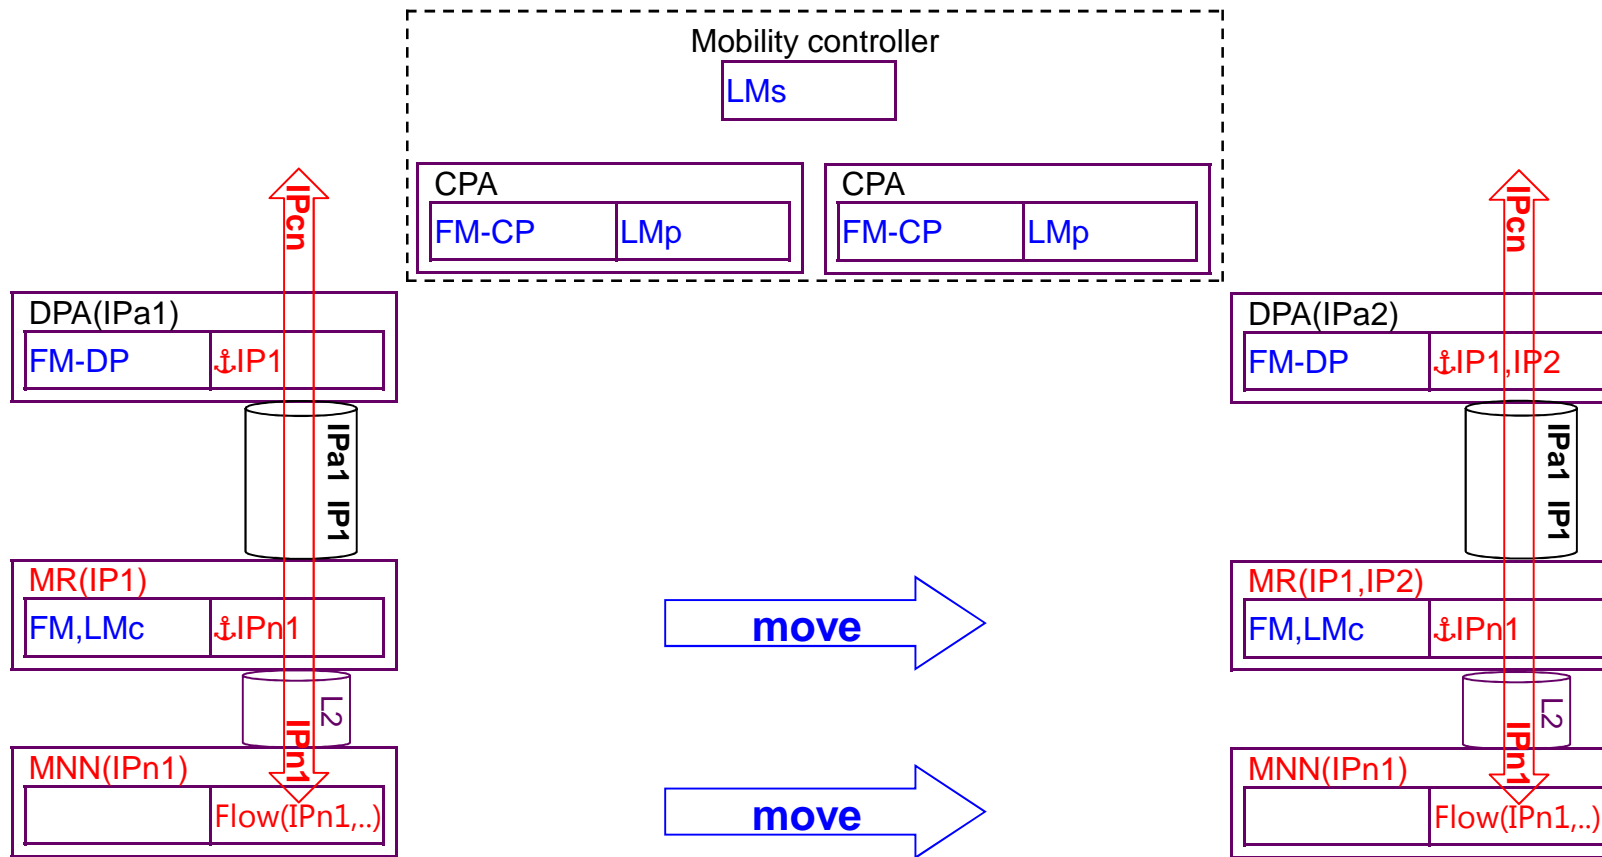 Mobility controller
LMs
CPA
FM-CP
LMp
CPA
FM-CP
LMp
IPcn
DPA(IPa1)
FM-DP
⚓IP1
IPa1 IP1
MR(IP1)
FM,LMc
⚓IPn1
L2
IPn1
MNN(IPn1)
Flow(IPn1,..)
move
move
IPcn
DPA(IPa2)
FM-DP
⚓IP1,IP2
IPa1 IP1
MR(IP1,IP2)
FM,LMc
⚓IPn1
L2
IPn1
MNN(IPn1)
Flow(IPn1,..)